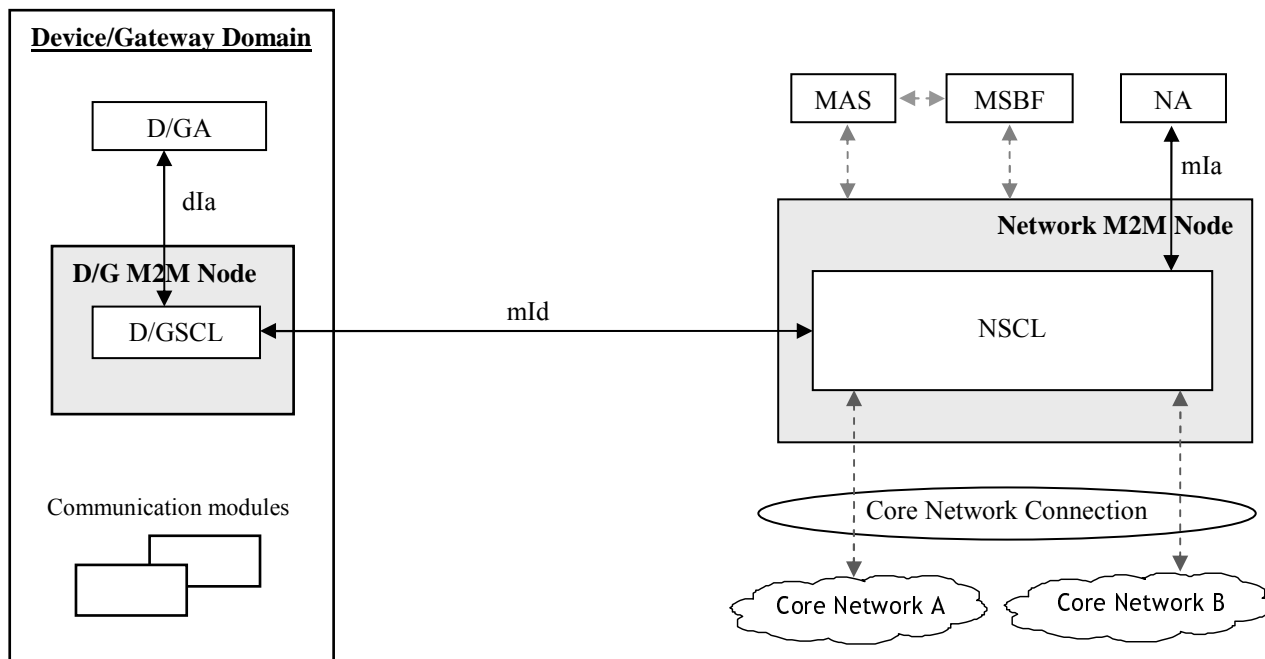 Device/Gateway Domain
D/GA
dIa
D/G M2M Node
D/GSCL
Communication modules
mId
MAS
MSBF
NA
mIa
Network M2M Node
NSCL
Core Network Connection
Core Network A
Core Network B